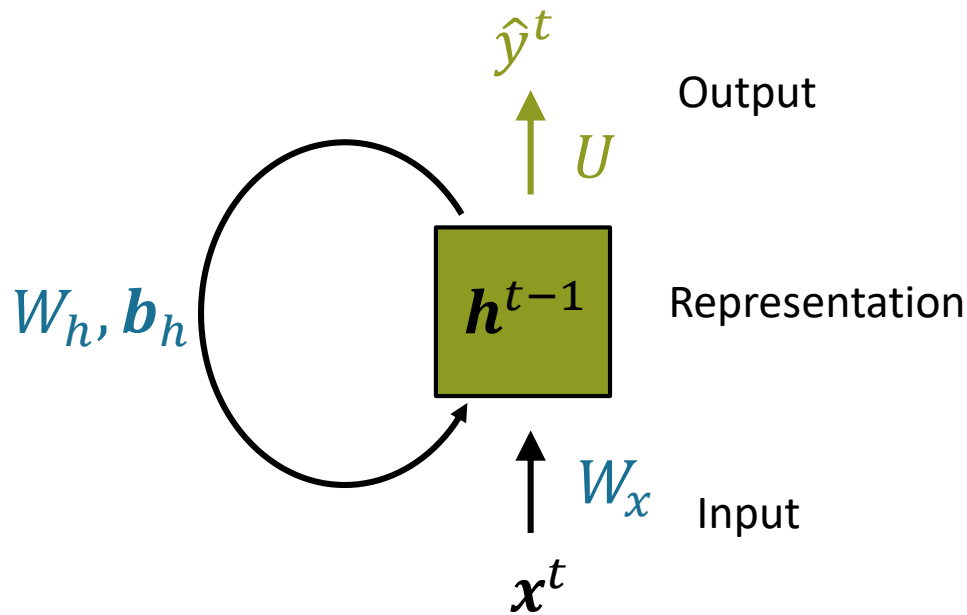 ŷ^t
Output
U
h^{t−1}
Representation
W_h, b_h
W_x
Input
x^t